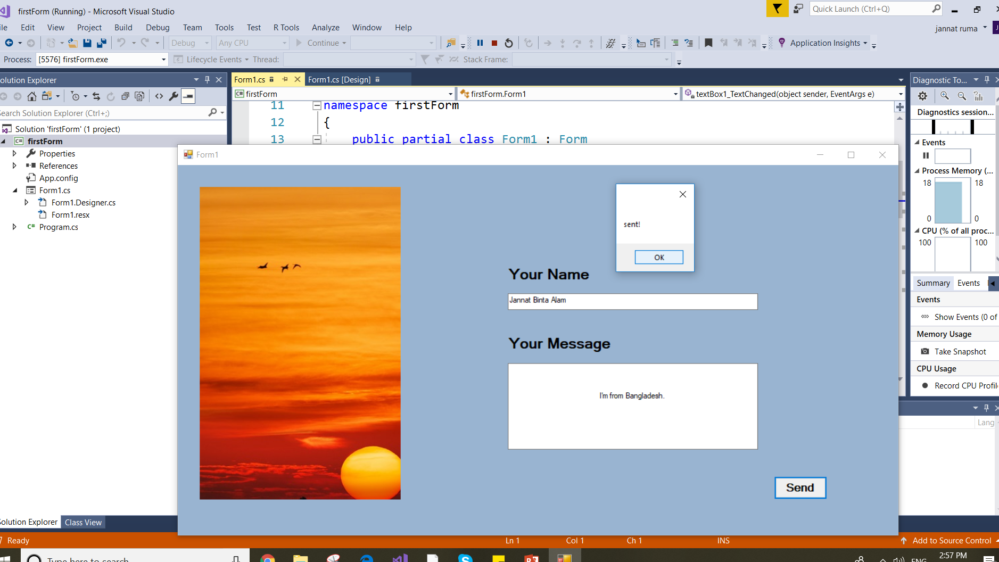 firstForm (Running) - Microsoft Visual Studio
Quick Launch (Ctrl+Q)
ile Edit View Project Build Debug Team Tools Test R Tools Analyze Window Help
jannat ruma
J
Debug Any CPU Continue Application Insights
Process: [5576] firstForm.exe Lifecycle Events Thread: Stack Frame:
olution Explorer
Form1.cs Form1.cs [Design]
Diagnostic To...
C# firstForm firstForm.Form1 textBox1_TextChanged(object sender, EventArgs e)
earch Solution Explorer (Ctrl+;)
Solution 'firstForm' (1 project)
C# firstForm
Properties
References
App.config
Form1.cs
Form1.Designer.cs
Form1.resx
C# Program.cs
11 namespace firstForm
12 {
13 public partial class Form1 : Form
Form1
sent!
OK
Your Name
Jannat Binta Alam
Your Message
I'm from Bangladesh.
Send
Diagnostics session...
Events
Process Memory (...
18 18
0 0
CPU (% of all proc...
100 100
Summary Events
Events
Show Events (0 of
Memory Usage
Take Snapshot
CPU Usage
Record CPU Profil
Lang
olution Explorer Class View
Ready Ln 1 Col 1 Ch 1 INS Add to Source Control
Type here to search
ENG
2:57 PM